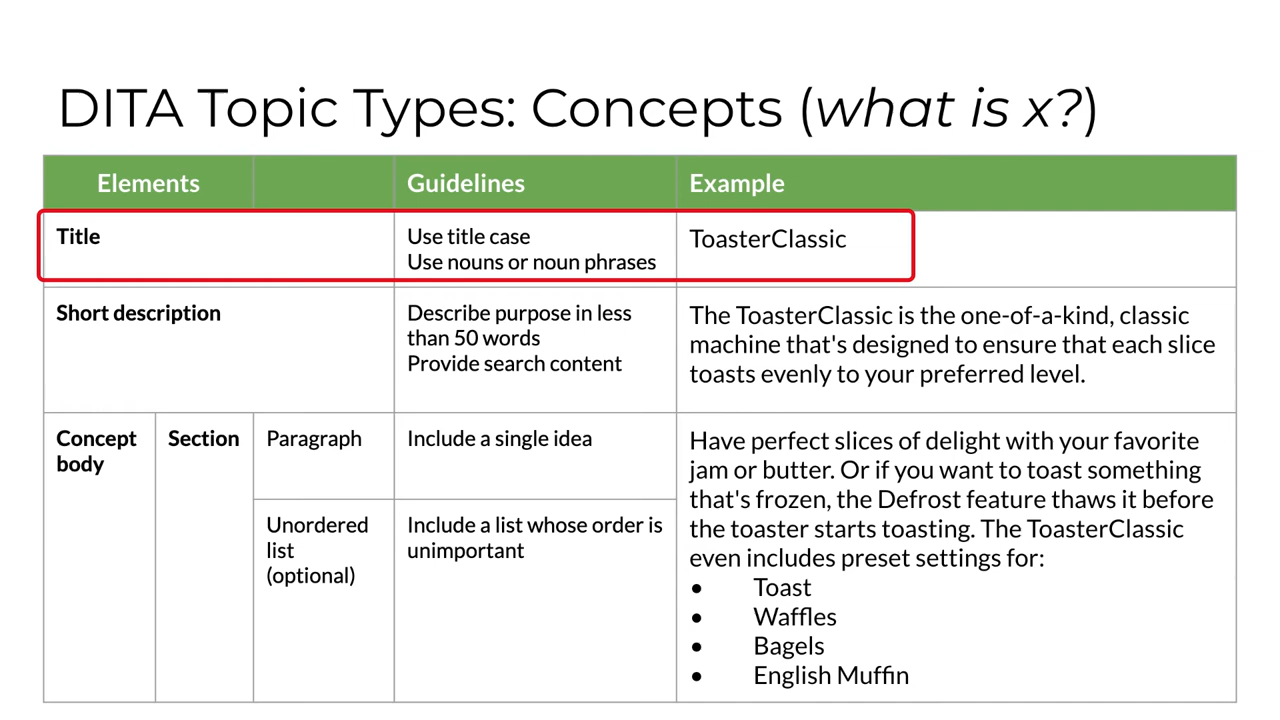 DITA Topic Types: Concepts (what is x?)
Elements
Guidelines
Example
Title
Use title case
Use nouns or noun phrases
ToasterClassic
Short description
Describe purpose in less
than 50 words
Provide search content
The ToasterClassic is the one-of-a-kind, classic
machine that's designed to ensure that each slice
toasts evenly to your preferred level.
Concept
body
Section
Paragraph
Include a single idea
Unordered
list
(optional)
Include a list whose order is
unimportant
Have perfect slices of delight with your favorite
jam or butter. Or if you want to toast something
that's frozen, the Defrost feature thaws it before
the toaster starts toasting. The ToasterClassic
even includes preset settings for:
● Toast
● Waffles
● Bagels
● English Muffin